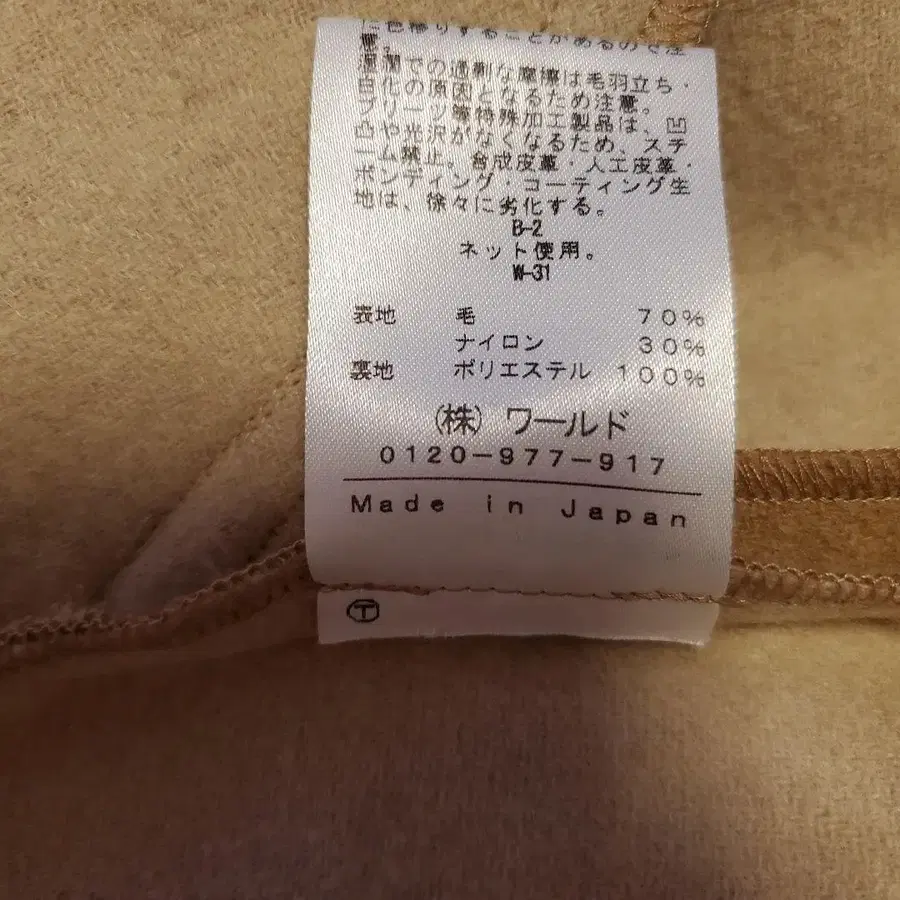 に色移りすることがあるので注
意。
湿潤での過剰な摩擦は毛羽立ち・
白化の原因となるため注意。
プリーツ等特殊加工製品は、凹
凸や光沢がなくなるため、スチ
ーム禁止。合成皮革・人工皮革・
ボンディング・コーティング生
地は、徐々に劣化する。
B-2
ネット使用。
W-31
表地 毛 70%
ナイロン 30%
裏地 ポリエステル 100%
(株)ワールド
0120-977-917
Made in Japan
T